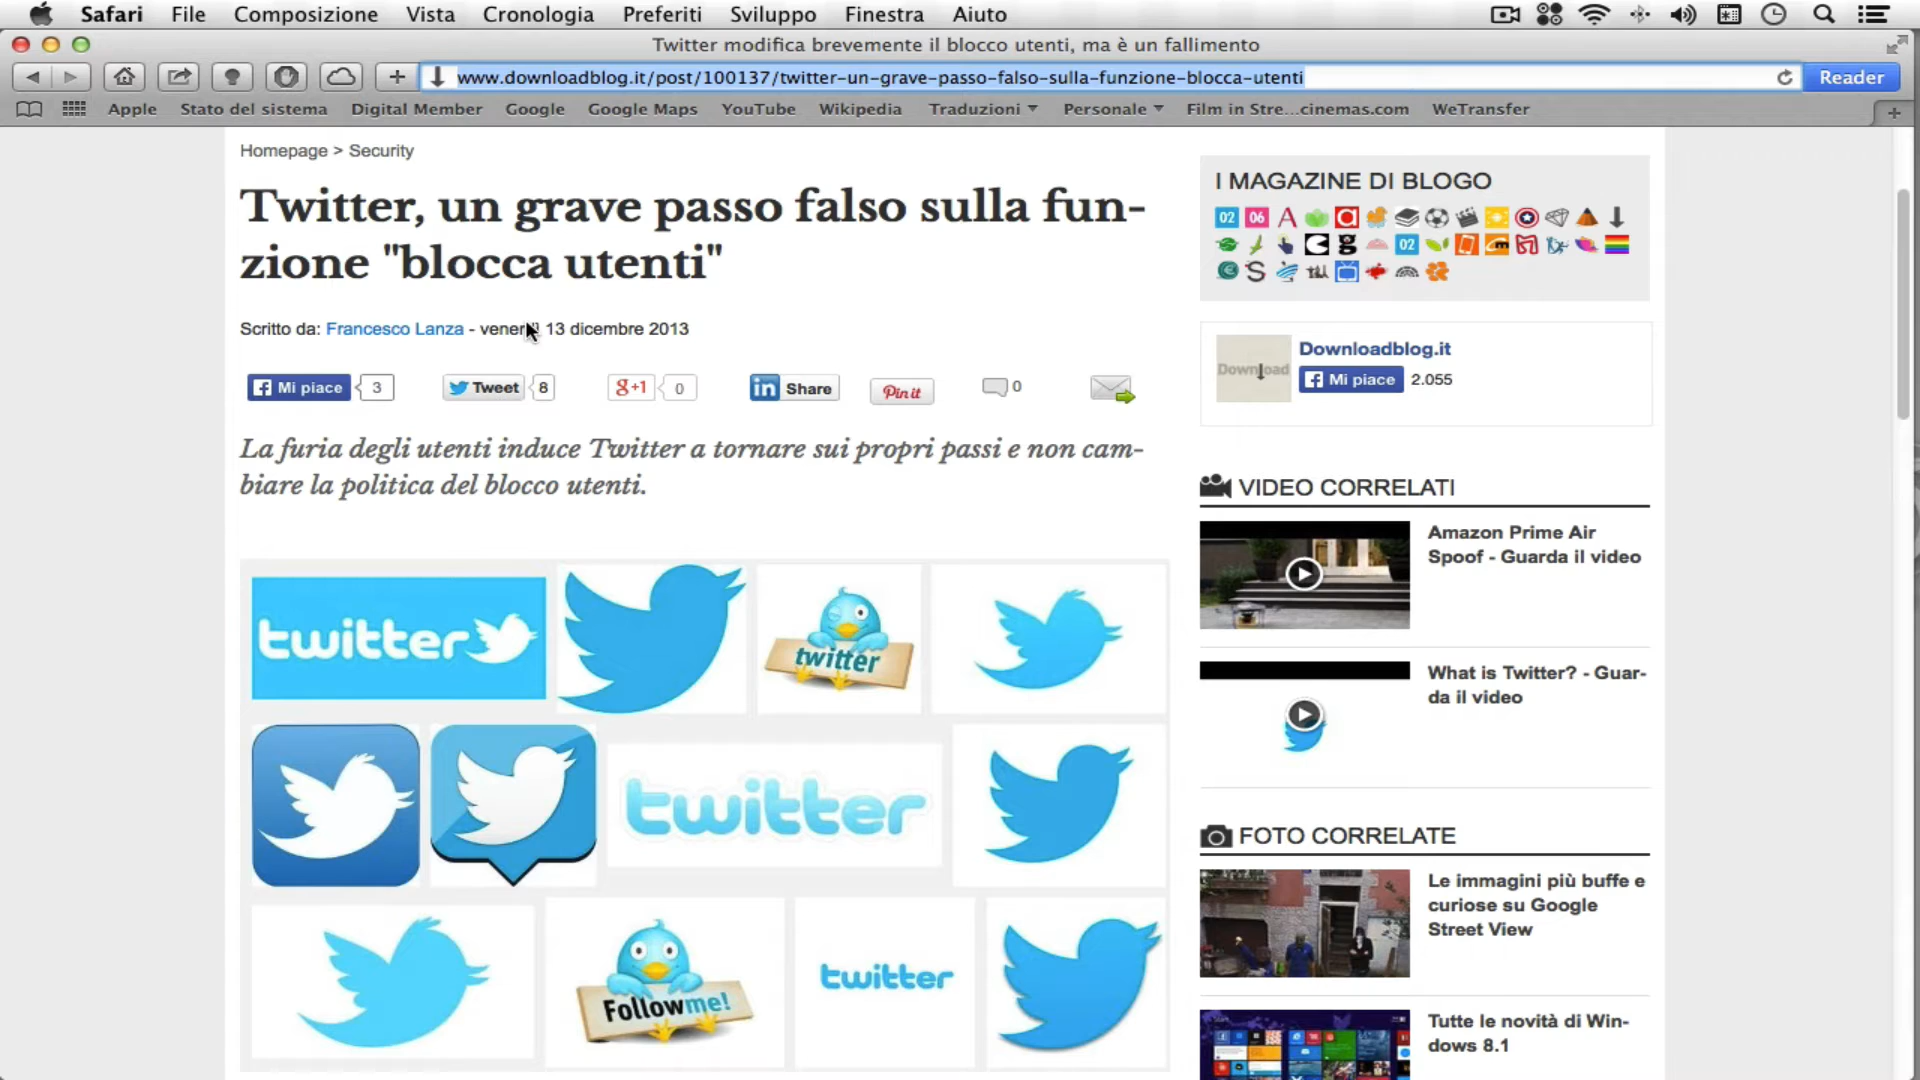 Safari File Composizione Vista Cronologia Preferiti Sviluppo Finestra Aiuto
Twitter modifica brevemente il blocco utenti, ma è un fallimento
www.downloadblog.it/post/100137/twitter-un-grave-passo-falso-sulla-funzione-blocca-utenti
Reader
Apple Stato del sistema Digital Member Google Google Maps YouTube Wikipedia Traduzioni Personale Film in Stre...cinemas.com WeTransfer
Homepage > Security
Twitter, un grave passo falso sulla fun-
zione "blocca utenti"
Scritto da: Francesco Lanza - 13 dicembre 2013
Mi piace 3
Tweet 8
g+1 0
in Share
Pin it
0
La furia degli utenti induce Twitter a tornare sui propri passi e non cam-
biare la politica del blocco utenti.
twitter
twitter
twitter
Followme!
twitter
I MAGAZINE DI BLOGO
02 06
02
Download
Downloadblog.it
Mi piace 2.055
VIDEO CORRELATI
Amazon Prime Air
Spoof - Guarda il video
What is Twitter? - Guar-
da il video
FOTO CORRELATE
Le immagini più buffe e
curiose su Google
Street View
Tutte le novità di Win-
dows 8.1